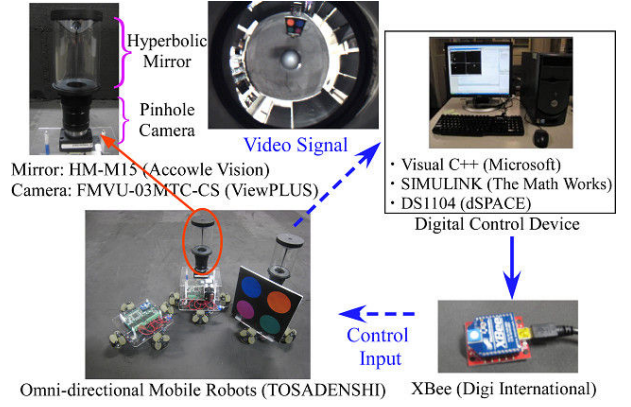 Hyperbolic
Mirror
Pinhole
Camera
Video Signal
Mirror: HM-M15 (Accowle Vision)
Camera: FMVU-03MTC-CS (ViewPLUS)
・Visual C++ (Microsoft)
・SIMULINK (The Math Works)
・DS1104 (dSPACE)
Digital Control Device
Control
Input
XBee
Omni-directional Mobile Robots (TOSADENSHI)
XBee (Digi International)